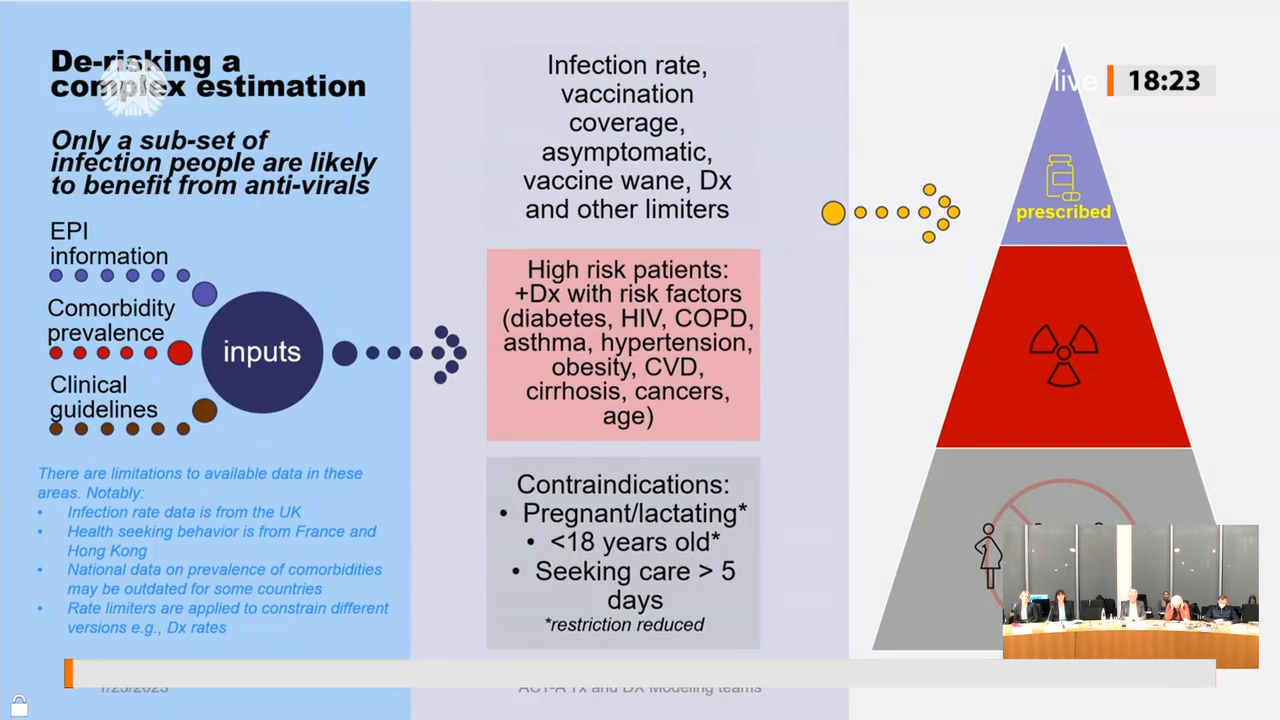 De-risking a
complex estimation
Only a sub-set of
infection people are likely
to benefit from anti-virals
EPI
information
Comorbidity
prevalence
Clinical
guidelines
inputs
There are limitations to available data in these
areas. Notably:
• Infection rate data is from the UK
• Health seeking behavior is from France and
Hong Kong
• National data on prevalence of comorbidities
may be outdated for some countries
• Rate limiters are applied to constrain different
versions e.g., Dx rates
Infection rate,
vaccination
coverage,
asymptomatic,
vaccine wane, Dx
and other limiters
High risk patients:
+Dx with risk factors
(diabetes, HIV, COPD,
asthma, hypertension,
obesity, CVD,
cirrhosis, cancers,
age)
Contraindications:
• Pregnant/lactating*
• <18 years old*
• Seeking care > 5
days
*restriction reduced
live 18:23
prescribed
1/23/2023
ACT-A Tx and DX Modeling teams